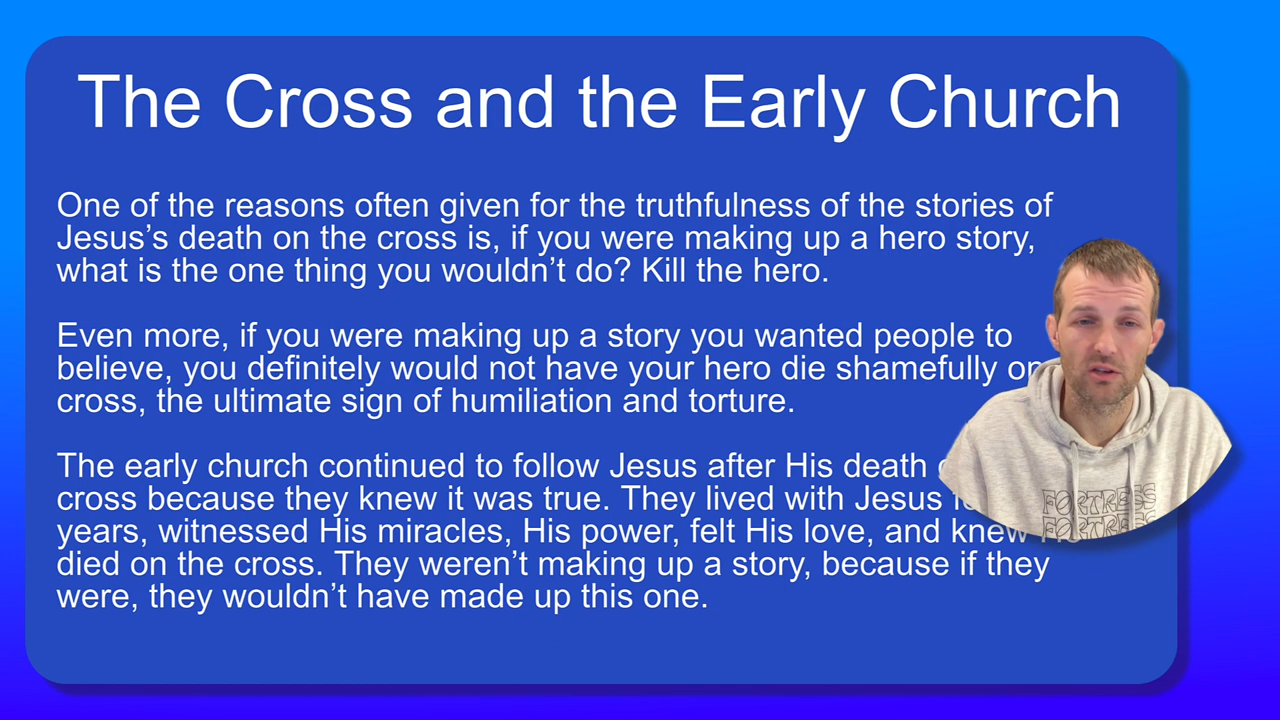 The Cross and the Early Church
One of the reasons often given for the truthfulness of the stories of
Jesus's death on the cross is, if you were making up a hero story,
what is the one thing you wouldn't do? Kill the hero.
Even more, if you were making up a story you wanted people to
believe, you definitely would not have your hero die shamefully on
cross, the ultimate sign of humiliation and torture.
The early church continued to follow Jesus after His death
cross because they knew it was true. They lived with Jesus
years, witnessed His miracles, His power, felt His love, and knew
died on the cross. They weren't making up a story, because if they
were, they wouldn't have made up this one.
FORTRESS
FORTRESS